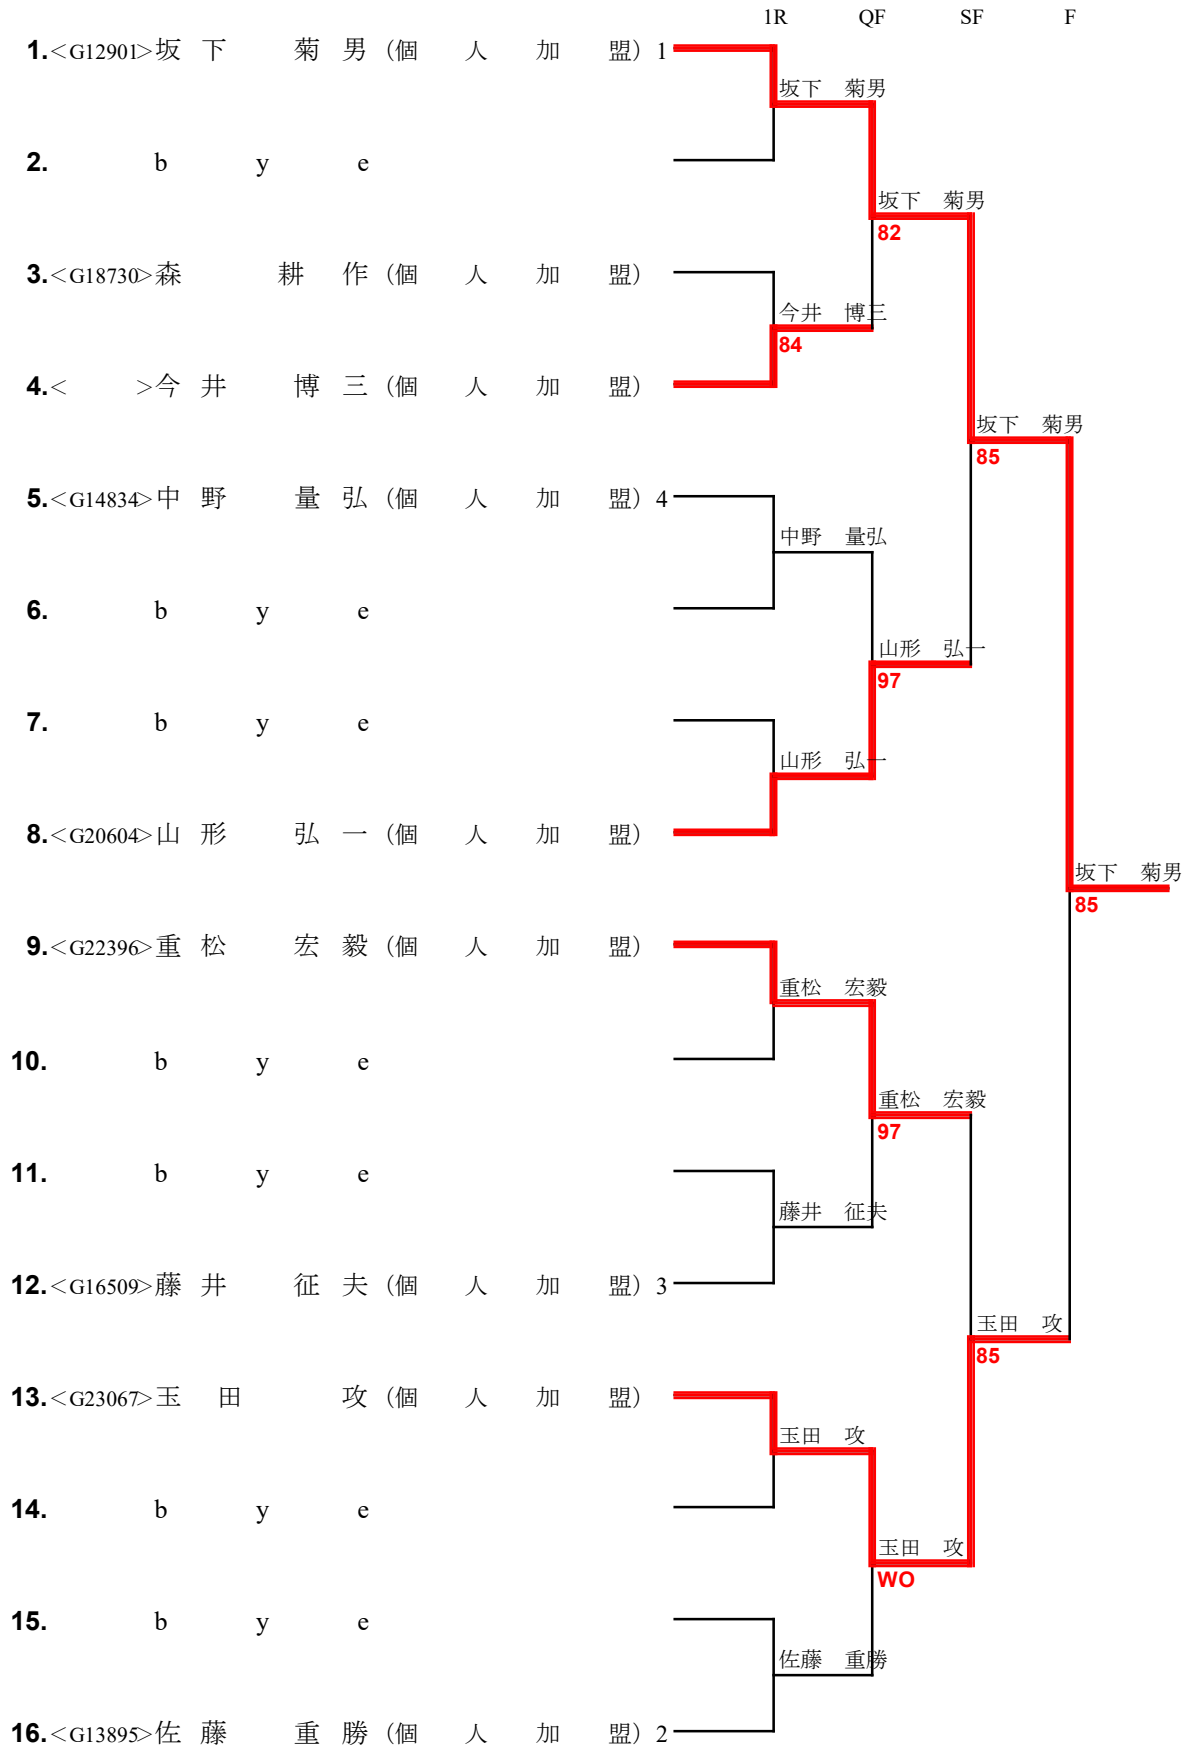 1R QF SF F
1.<G12901>坂下 菊男(個人加盟) 1
坂下 菊男
2. bye
坂下 菊男
82
3.<G18730>森 耕作(個人加盟)
今井 博三
84
4.< >今井 博三(個人加盟)
坂下 菊男
85
5.<G14834>中野 量弘(個人加盟) 4
中野 量弘
6. bye
山形 弘一
97
7. bye
山形 弘一
8.<G20604>山形 弘一(個人加盟)
坂下 菊男
85
9.<G22396>重松 宏毅(個人加盟)
重松 宏毅
10. bye
重松 宏毅
97
11. bye
藤井 征夫
12.<G16509>藤井 征夫(個人加盟) 3
玉田 攻
85
13.<G23067>玉田 攻(個人加盟)
玉田 攻
14. bye
玉田 攻
WO
15. bye
佐藤 重勝
16.<G13895>佐藤 重勝(個人加盟) 2